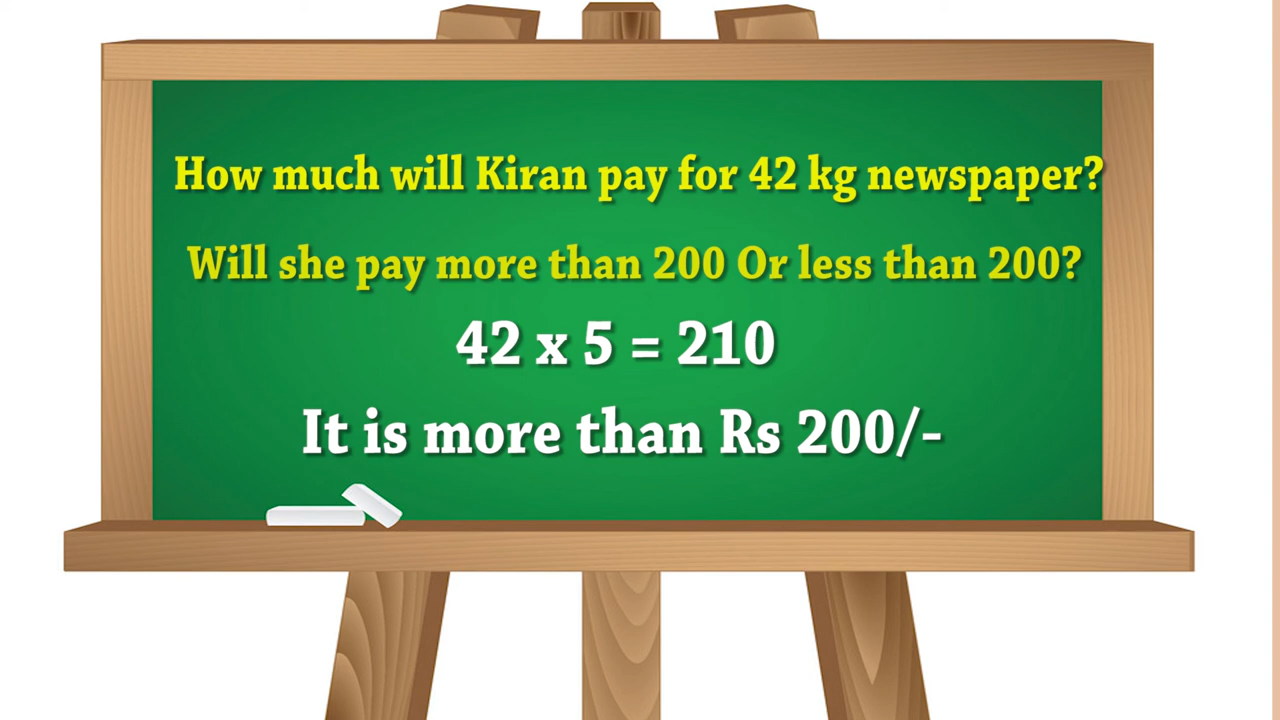 How much will Kiran pay for 42 kg newspaper?
Will she pay more than 200 Or less than 200?
42 x 5 = 210
It is more than Rs 200/-